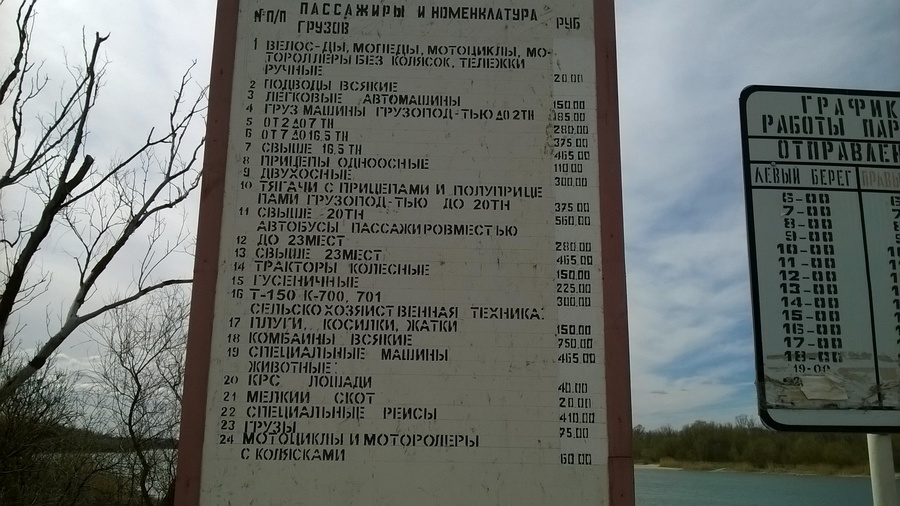 № П/П ПАССАЖИРЫ И НОМЕНКЛАТУРА РУБ
ГРУЗОВ
1 ВЕЛОС-ДЫ, МОПЕДЫ, МОТОЦИКЛЫ, МО-
ТОРОЛЛЕРЫ БЕЗ КОЛЯСОК, ТЕЛЕЖКИ
РУЧНЫЕ 20.00
2 ПОДВОДЫ ВСЯКИЕ
3 ЛЕГКОВЫЕ АВТОМАШИНЫ 150.00
4 ГРУЗ МАШИНЫ ГРУЗОПОД-ТЬЮ ДО 2ТН 185.00
5 ОТ 2 ДО 7 ТН 280.00
6 ОТ 7 ДО 16,5 ТН 375.00
7 СВЫШЕ 16,5 ТН 465.00
8 ПРИЦЕПЫ ОДНООСНЫЕ 110.00
9 ДВУХОСНЫЕ 300.00
10 ТЯГАЧИ С ПРИЦЕПАМИ И ПОЛУПРИЦЕ
ПАМИ ГРУЗОПОД-ТЬЮ ДО 20ТН 375.00
11 СВЫШЕ 20ТН 560.00
АВТОБУСЫ ПАССАЖИРОВМЕСТЬЮ
12 ДО 23МЕСТ 280.00
13 СВЫШЕ 23МЕСТ 465.00
14 ТРАКТОРЫ КОЛЕСНЫЕ 150.00
15 ГУСЕНИЧНЫЕ 225.00
16 Т-150 К-700, 701 300.00
СЕЛЬСКОХОЗЯИСТВЕННАЯ ТЕХНИКА:
17 ПЛУГИ, КОСИЛКИ, ЖАТКИ 150.00
18 КОМБАИНЫ ВСЯКИЕ 750.00
19 СПЕЦИАЛЬНЫЕ МАШИНЫ 465.00
ЖИВОТНЫЕ:
20 КРС ЛОШАДИ 40.00
21 МЕЛКИЙ СКОТ 20.00
22 СПЕЦИАЛЬНЫЕ РЕИСЫ 410.00
23 ГРУЗЫ 75.00
24 МОТОЦИКЛЫ И МОТОРОЛЕРЫ
С КОЛЯСКАМИ 60.00
ГРАФИК
РАБОТЫ ПАР
ОТПРАВЛЕН
ЛЕВЫЙ БЕРЕГ ПРАВЫ
6-00
7-00
8-00
9-00
10-00
11-00
12-00
13-00
14-00
15-00
16-00
17-00
18-00
19-00